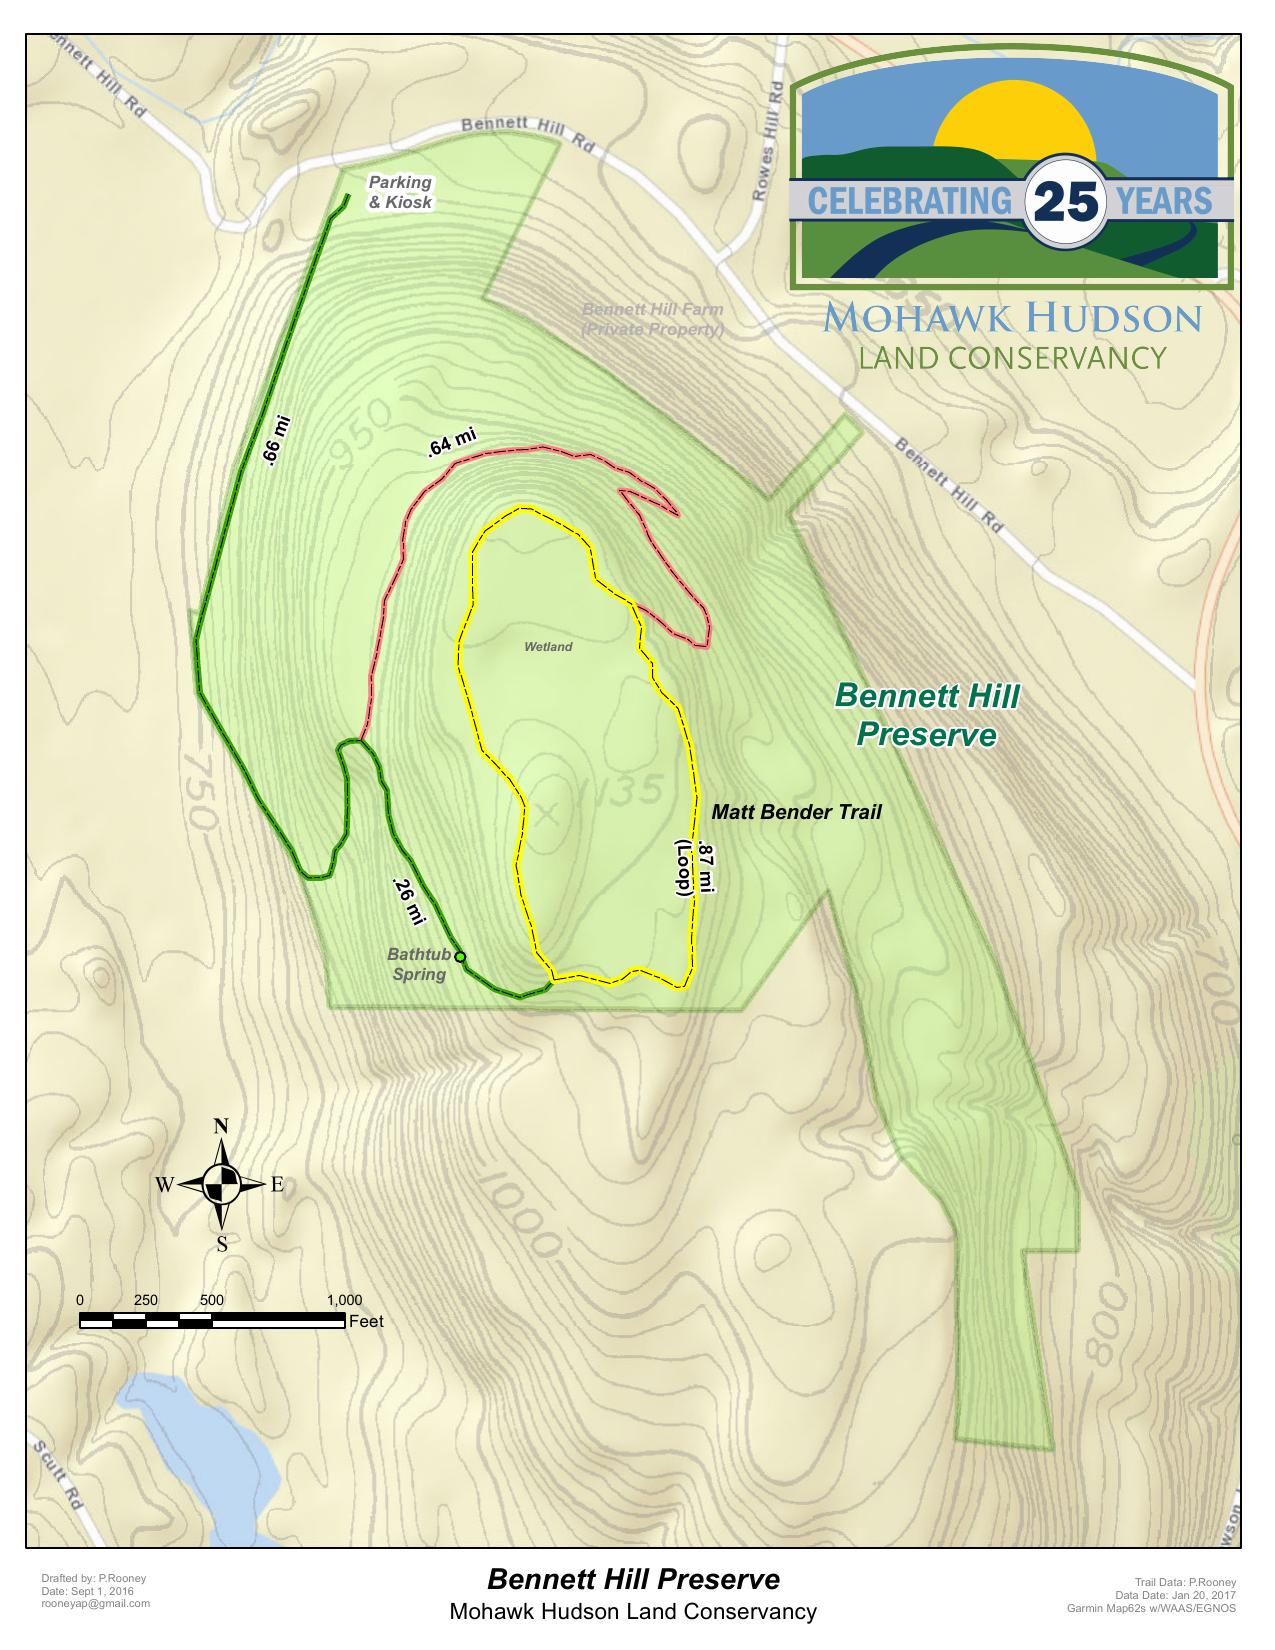 Bennett Hill Rd
Bennett Hill Rd
Rowes Hill Rd
CELEBRATING 25 YEARS
MOHAWK HUDSON
LAND CONSERVANCY
Parking
& Kiosk
Bennett Hill Farm
(Private Property)
.66 mi
950
.64 mi
Bennett Hill Rd
Wetland
Bennett Hill
Preserve
750
1135
Matt Bender Trail
.87 mi
(Loop)
.26 mi
Bathtub
Spring
700
N
W E
S
1000
0 250 500 1,000
Feet
800
Scutt Rd
Bennett Hill Preserve
Mohawk Hudson Land Conservancy
Drafted by: P.Rooney
Date: Sept 1, 2016
rooneyap@gmail.com
Trail Data: P.Rooney
Data Date: Jan 20, 2017
Garmin Map62s w/WAAS/EGNOS